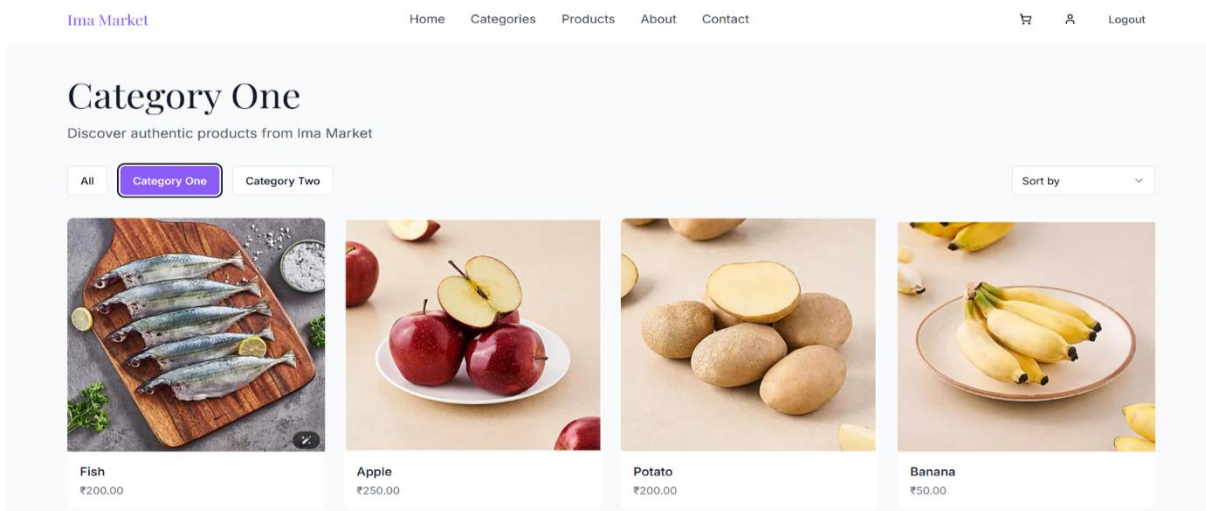 Ima Market Home Categories Products About Contact Logout
Category One
Discover authentic products from Ima Market
All Category One Category Two Sort by
Fish Apple Potato Banana
₹200.00 ₹250.00 ₹200.00 ₹50.00